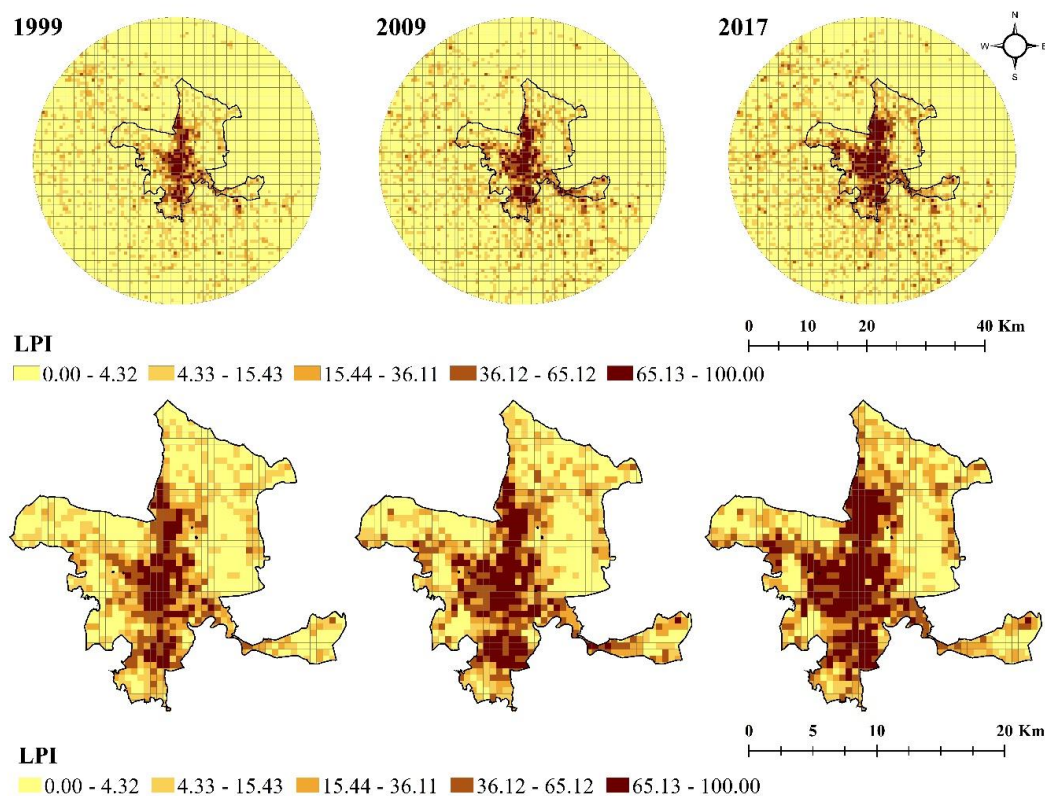 1999 2009 2017
N
W E
S
0 10 20 40 Km
LPI
0.00 - 4.32 4.33 - 15.43 15.44 - 36.11 36.12 - 65.12 65.13 - 100.00
0 5 10 20 Km
LPI
0.00 - 4.32 4.33 - 15.43 15.44 - 36.11 36.12 - 65.12 65.13 - 100.00